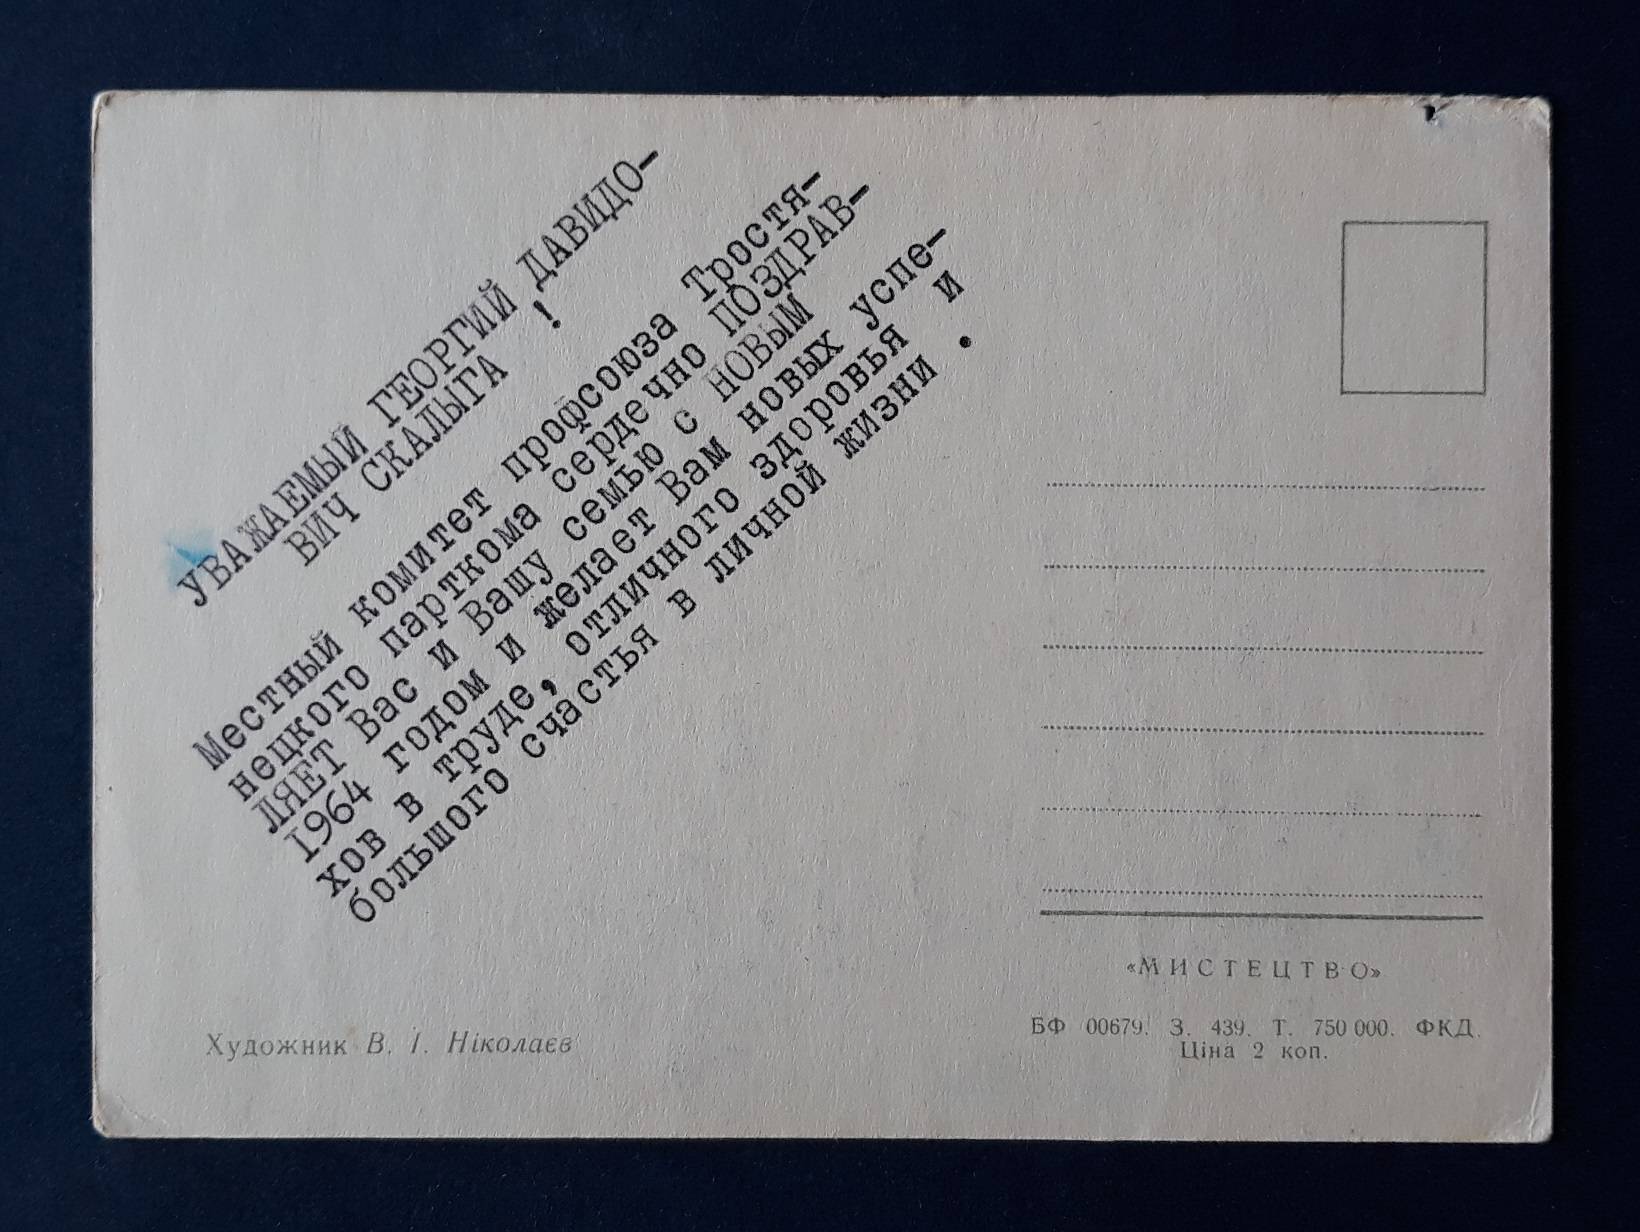 УВАЖАЕМЫЙ ГЕОРГИЙ ДАВИДО-
ВИЧ СКАЛЫГА !
Местный комитет профсоюза Тростя-
нецкого парткома сердечно ПОЗДРАВ-
ЛЯЕТ Вас и Вашу семью с НОВЫМ
1964 годом и желает Вам новых успе-
хов в труде, отличного здоровья и
большого счастья в личной жизни .
Художник В. І. Ніколаєв
«МИСТЕЦТВО»
БФ 00679. З. 439. Т. 750 000. ФКД.
Ціна 2 коп.